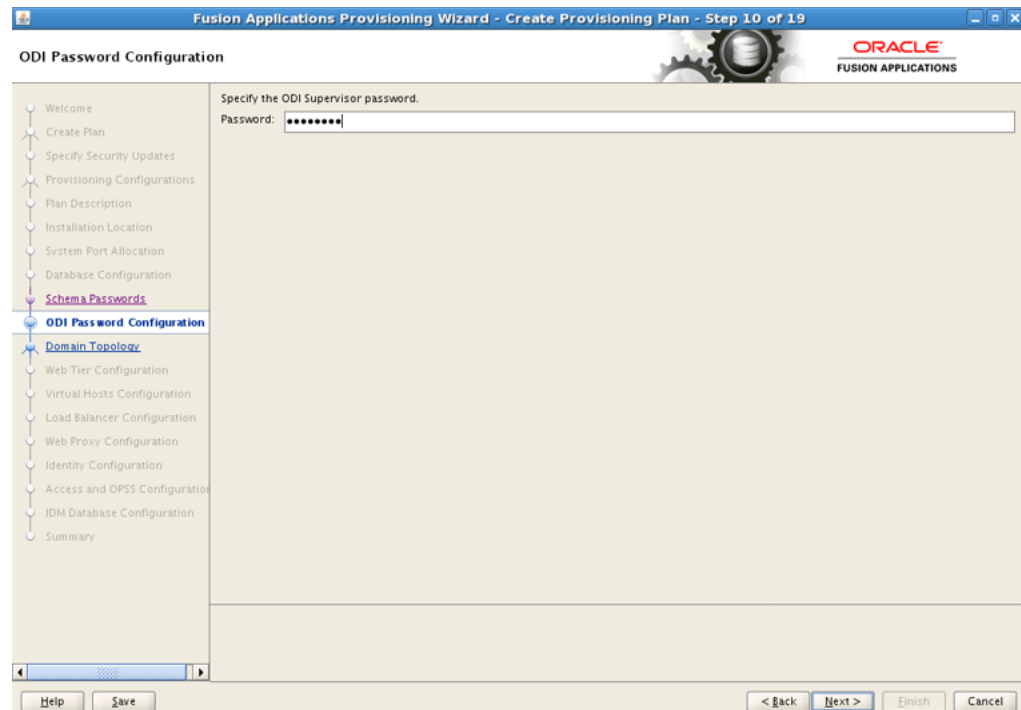 Fusion Applications Provisioning Wizard - Create Provisioning Plan - Step 10 of 19
ODI Password Configuration
ORACLE
FUSION APPLICATIONS
Welcome
Create Plan
Specify Security Updates
Provisioning Configurations
Plan Description
Installation Location
System Port Allocation
Database Configuration
Schema Passwords
ODI Password Configuration
Domain Topology
Web Tier Configuration
Virtual Hosts Configuration
Load Balancer Configuration
Web Proxy Configuration
Identity Configuration
Access and OPSS Configuration
IDM Database Configuration
Summary
Specify the ODI Supervisor password.
Password: ••••••••
Help Save < Back Next > Finish Cancel